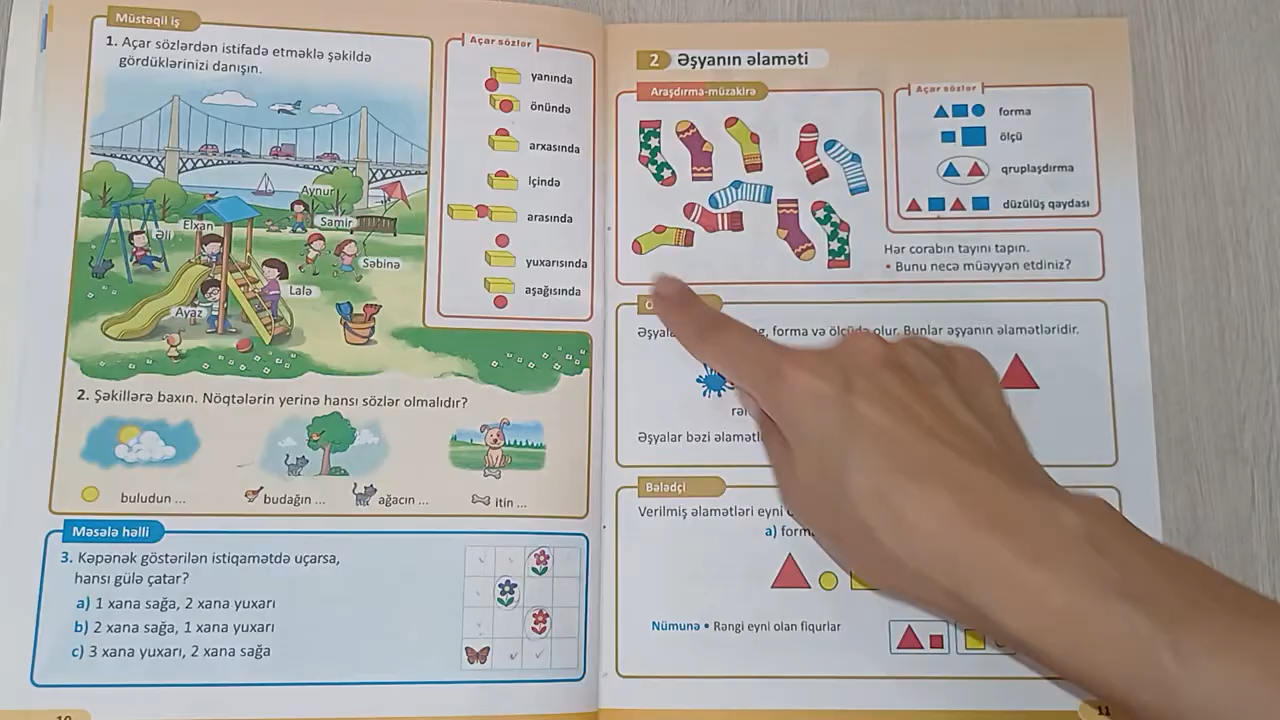 Müstəqil iş
1. Açar sözlərdən istifadə etməklə şəkildə
gördüklərinizi danışın.
Aynur
Elxan
Samir
Əli
Səbinə
Lalə
Ayaz
Açar sözlər
yanında
önündə
arxasında
içində
arasında
yuxarısında
aşağısında
2. Şəkillərə baxın. Nöqtələrin yerinə hansı sözlər olmalıdır?
buludun ...
budağın ...
ağacın ...
itin ...
Məsələ həlli
3. Kəpənək göstərilən istiqamətdə uçarsa,
hansı gülə çatar?
a) 1 xana sağa, 2 xana yuxarı
b) 2 xana sağa, 1 xana yuxarı
c) 3 xana yuxarı, 2 xana sağa
10
2 Əşyanın əlaməti
Araşdırma-müzakirə
Açar sözlər
forma
ölçü
qruplaşdırma
düzülüş qaydası
Hər corabın tayını tapın.
• Bunu necə müəyyən etdiniz?
forma və ölçüdə olur. Bunlar əşyanın əlamətləridir.
Əşyalar bəzi
Bələdçi
Verilmiş əlamətləri eyni
a)
Nümunə • Rəngi eyni olan fiqurlar
11